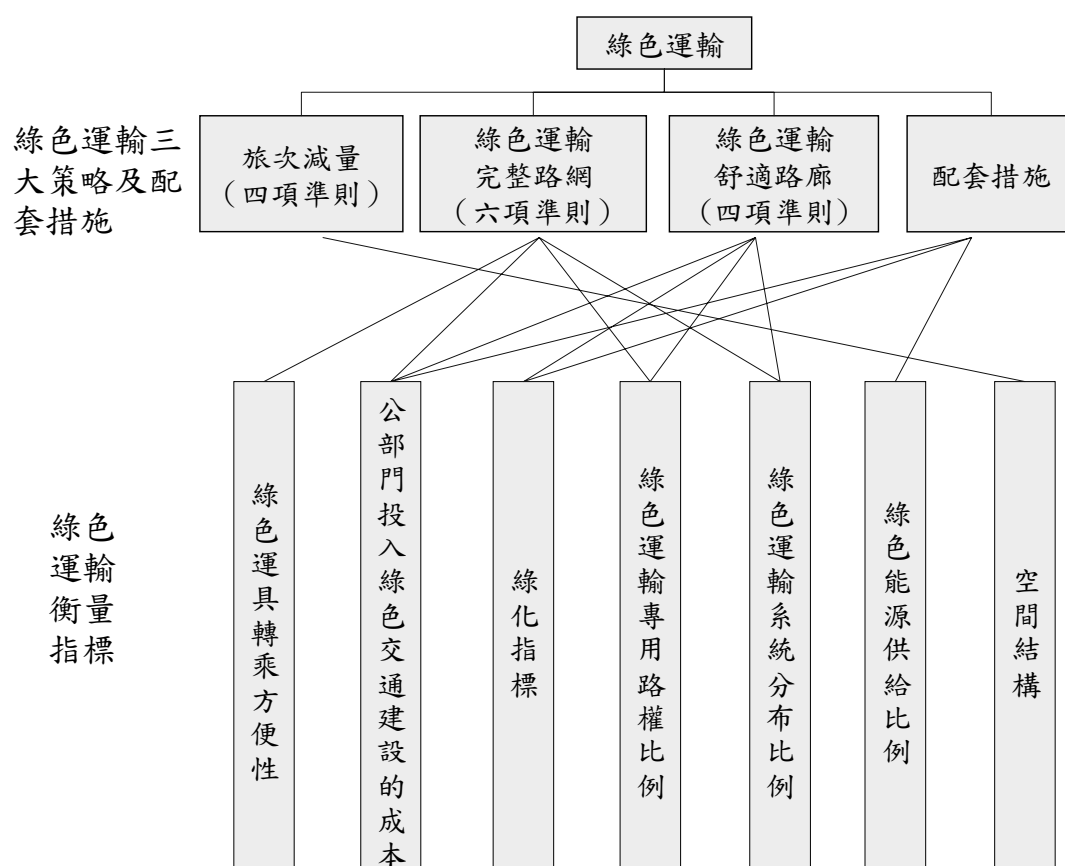 綠色運輸
綠色運輸三
大策略及配
套措施
旅次減量
（四項準則）
綠色運輸
完整路網
（六項準則）
綠色運輸
舒適路廊
（四項準則）
配套措施
綠色
運輸
衡量
指標
綠色運具轉乘方便性
公部門投入綠色交通建設的成本
綠化指標
綠色運輸專用路權比例
綠色運輸系統分布比例
綠色能源供給比例
空間結構